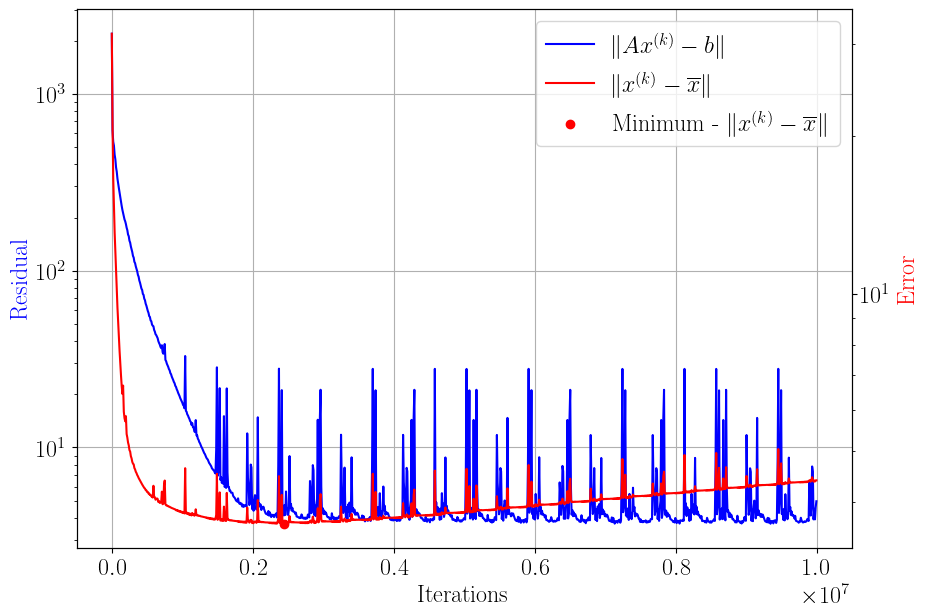 ‖Ax^{(k)} − b‖
‖x^{(k)} − x̅‖
Minimum - ‖x^{(k)} − x̅‖
10^3
10^2
10^1
Residual
10^1
Error
0.0 0.2 0.4 0.6 0.8 1.0
Iterations
×10^7